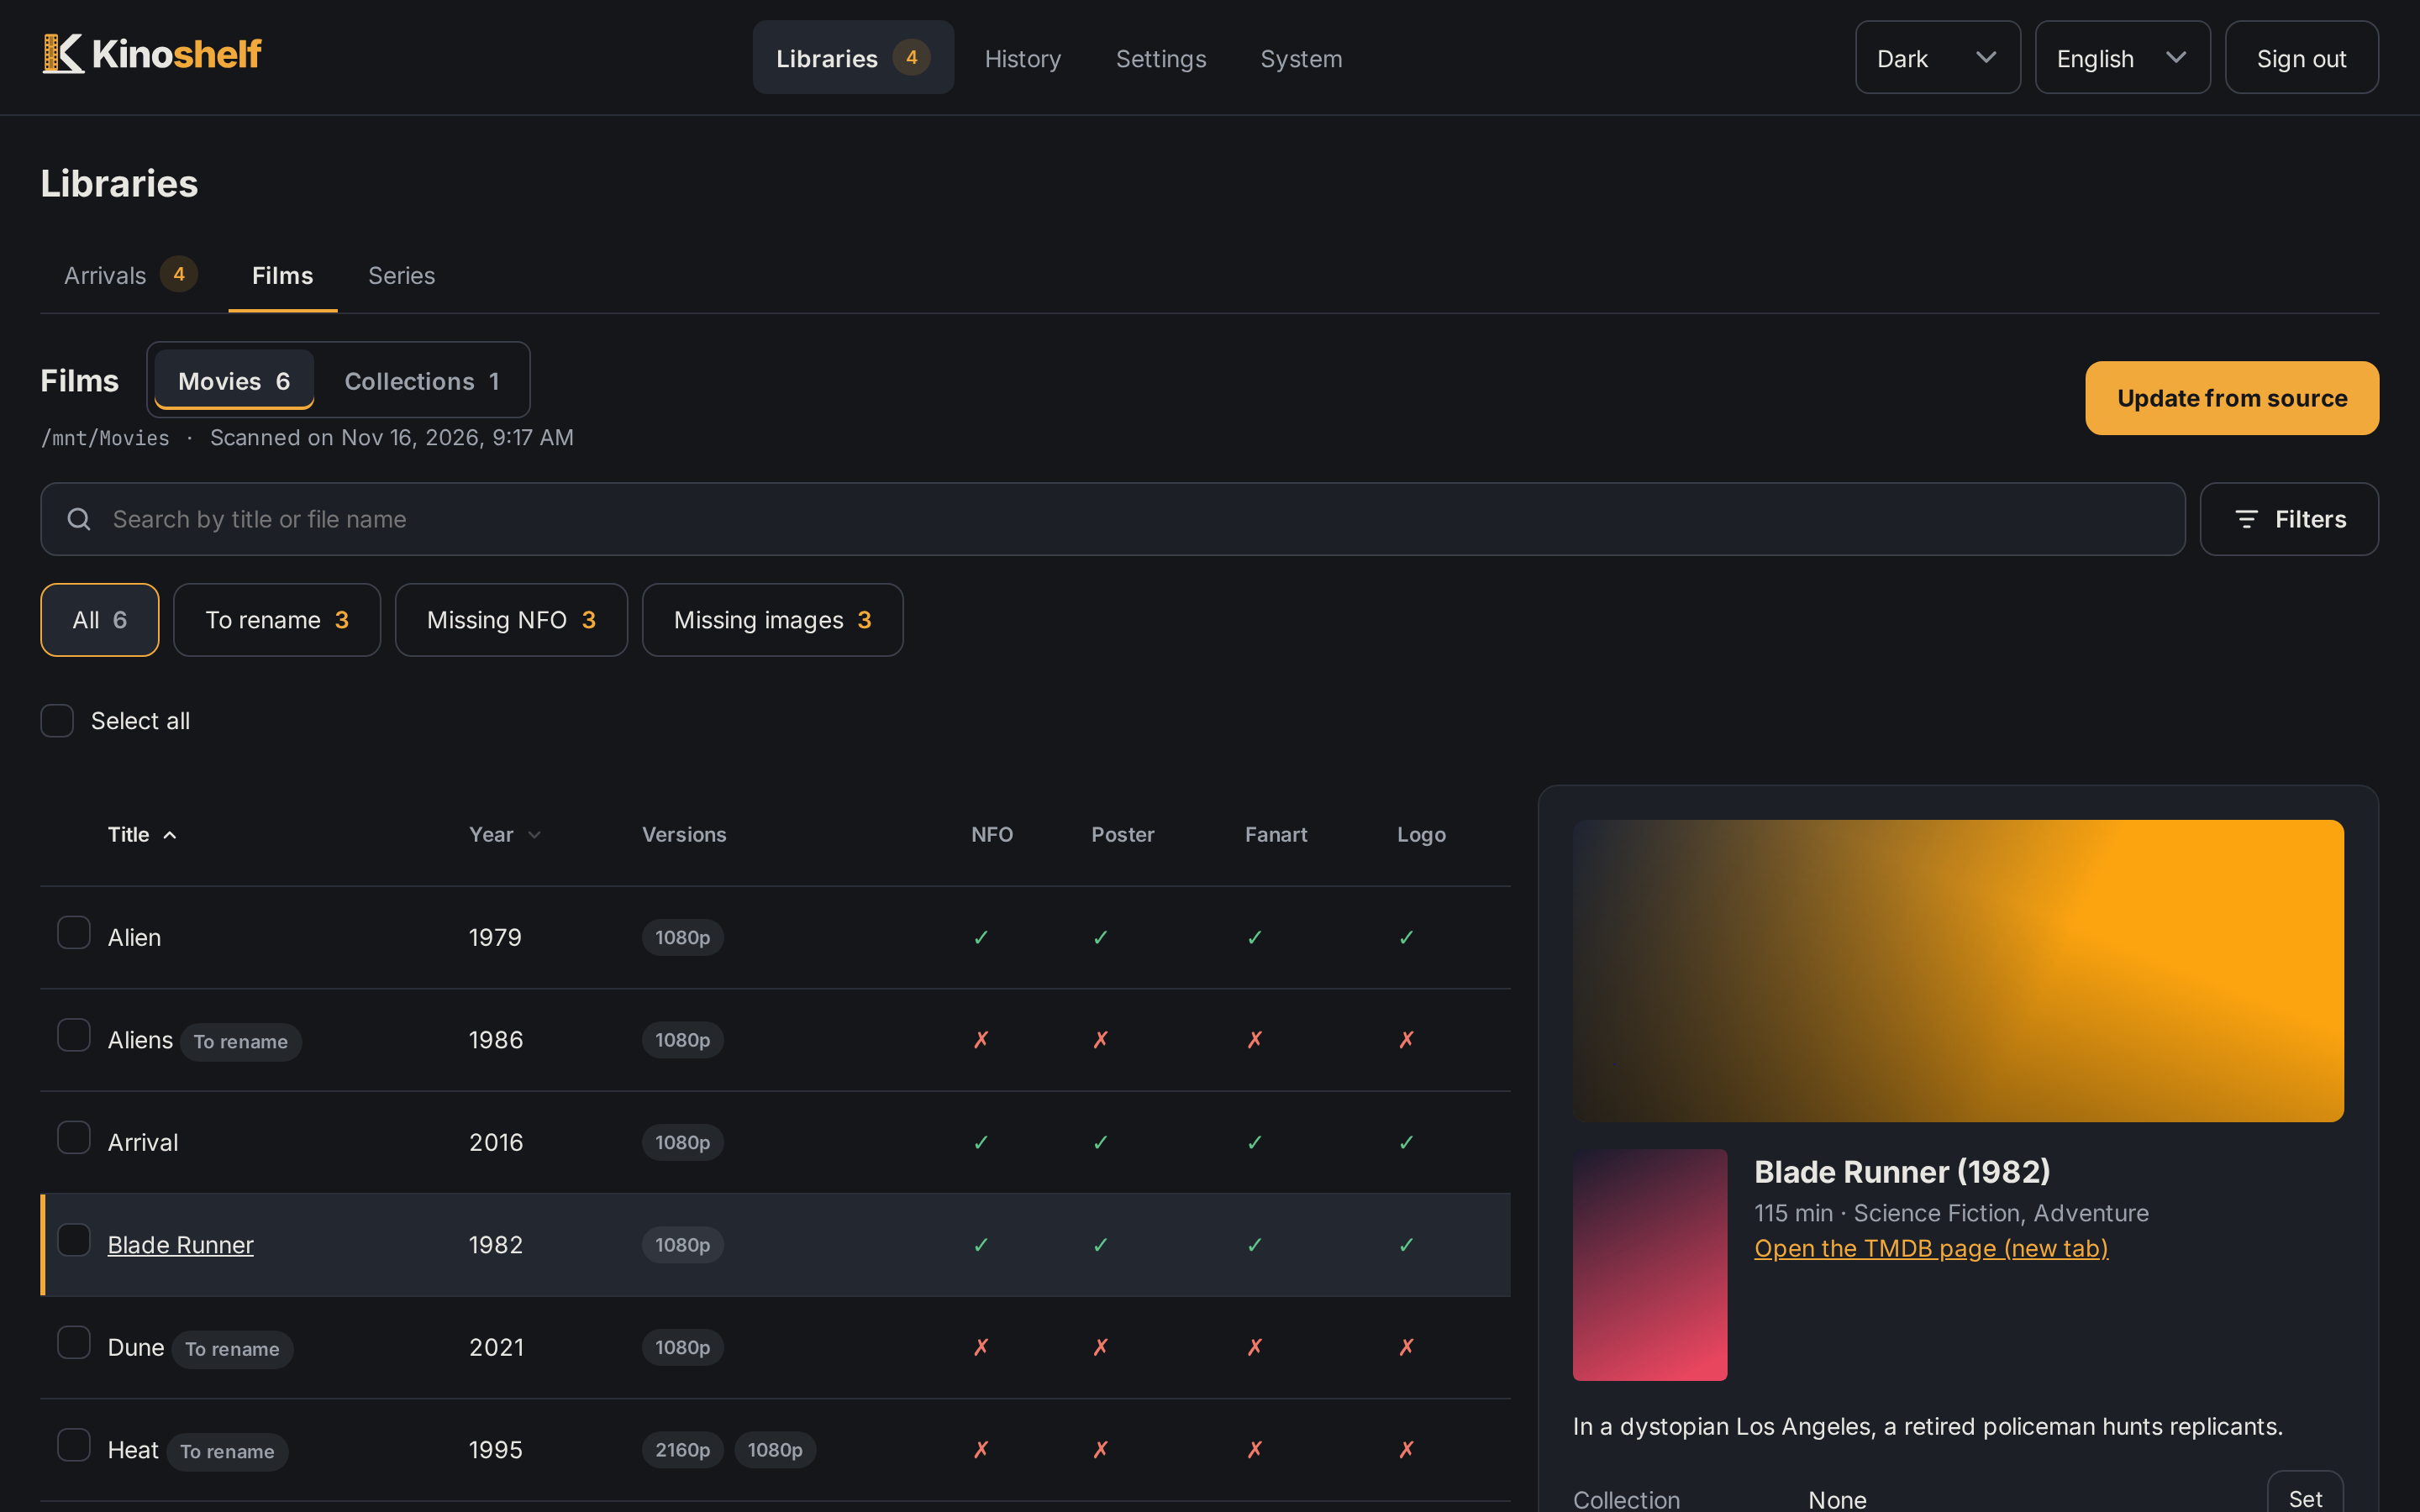 Kinoshelf
Libraries 4 History Settings System
Dark English Sign out
Libraries
Arrivals 4 Films Series
Films Movies 6 Collections 1
/mnt/Movies · Scanned on Nov 16, 2026, 9:17 AM
Update from source
Search by title or file name
Filters
All 6 To rename 3 Missing NFO 3 Missing images 3
Select all
Title Year Versions NFO Poster Fanart Logo
Alien 1979 1080p ✓ ✓ ✓ ✓
Aliens To rename 1986 1080p ✗ ✗ ✗ ✗
Arrival 2016 1080p ✓ ✓ ✓ ✓
Blade Runner 1982 1080p ✓ ✓ ✓ ✓
Dune To rename 2021 1080p ✗ ✗ ✗ ✗
Heat To rename 1995 2160p 1080p ✗ ✗ ✗ ✗
Blade Runner (1982)
115 min · Science Fiction, Adventure
Open the TMDB page (new tab)
In a dystopian Los Angeles, a retired policeman hunts replicants.
Collection None Set